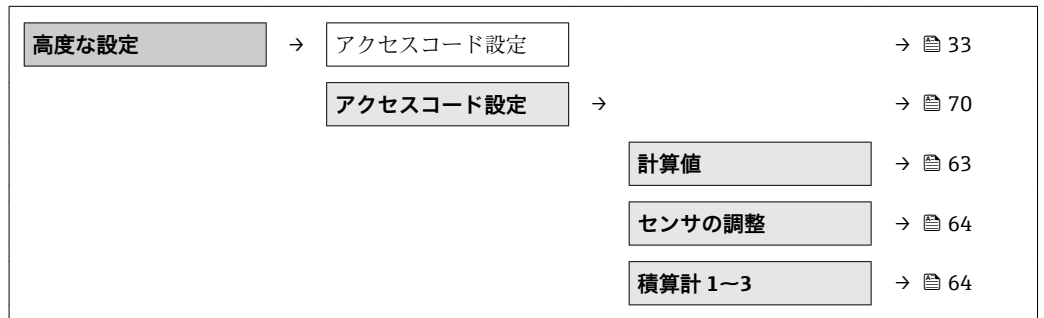 高度な設定 → アクセスコード設定 → 33
アクセスコード設定 → → 70
計算値 → 63
センサの調整 → 64
積算計 1～3 → 64